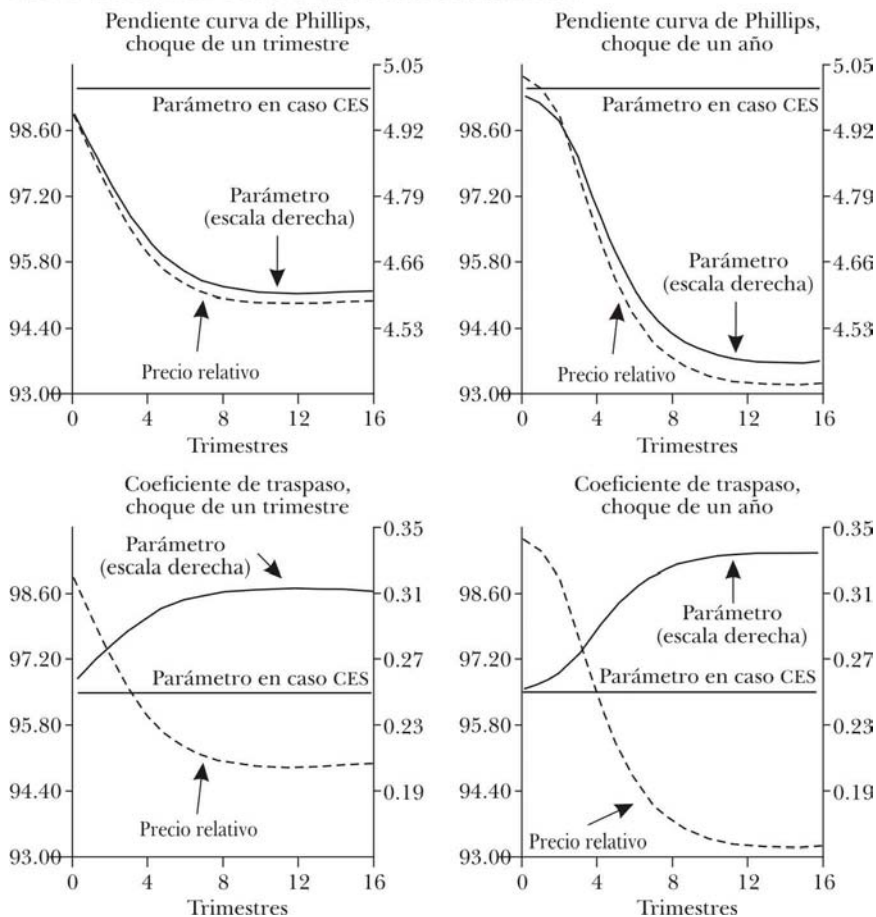 Pendiente curva de Phillips,
choque de un trimestre
5.05
Parámetro en caso CES
98.60
4.92
97.20
4.79
Parámetro
(escala derecha)
95.80
4.66
94.40
4.53
Precio relativo
93.00
0
4
8
12
16
Trimestres
Pendiente curva de Phillips,
choque de un año
5.05
Parámetro en caso CES
98.60
4.92
97.20
4.79
95.80
4.66
Parámetro
(escala derecha)
94.40
4.53
Precio relativo
93.00
0
4
8
12
16
Trimestres
Coeficiente de traspaso,
choque de un trimestre
0.35
Parámetro
(escala derecha)
98.60
0.31
97.20
0.27
Parámetro en caso CES
95.80
0.23
94.40
0.19
Precio relativo
93.00
0
4
8
12
16
Trimestres
Coeficiente de traspaso,
choque de un año
0.35
98.60
0.31
Parámetro
(escala derecha)
97.20
0.27
Parámetro en caso CES
95.80
0.23
94.40
0.19
Precio relativo
93.00
0
4
8
12
16
Trimestres